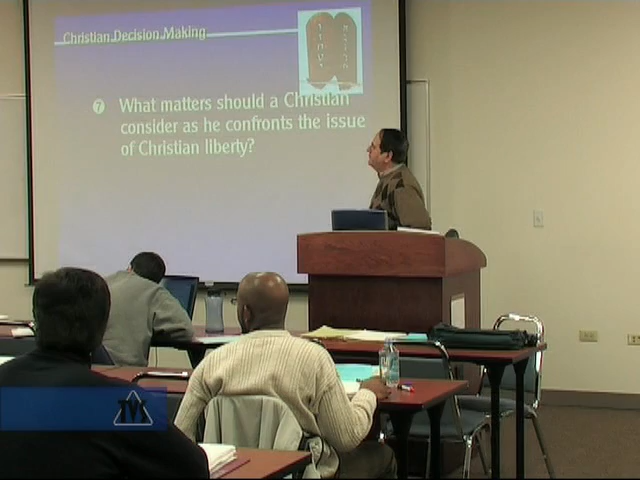 Christian Decision Making
7 What matters should a Christian
consider as he confronts the issue
of Christian liberty?